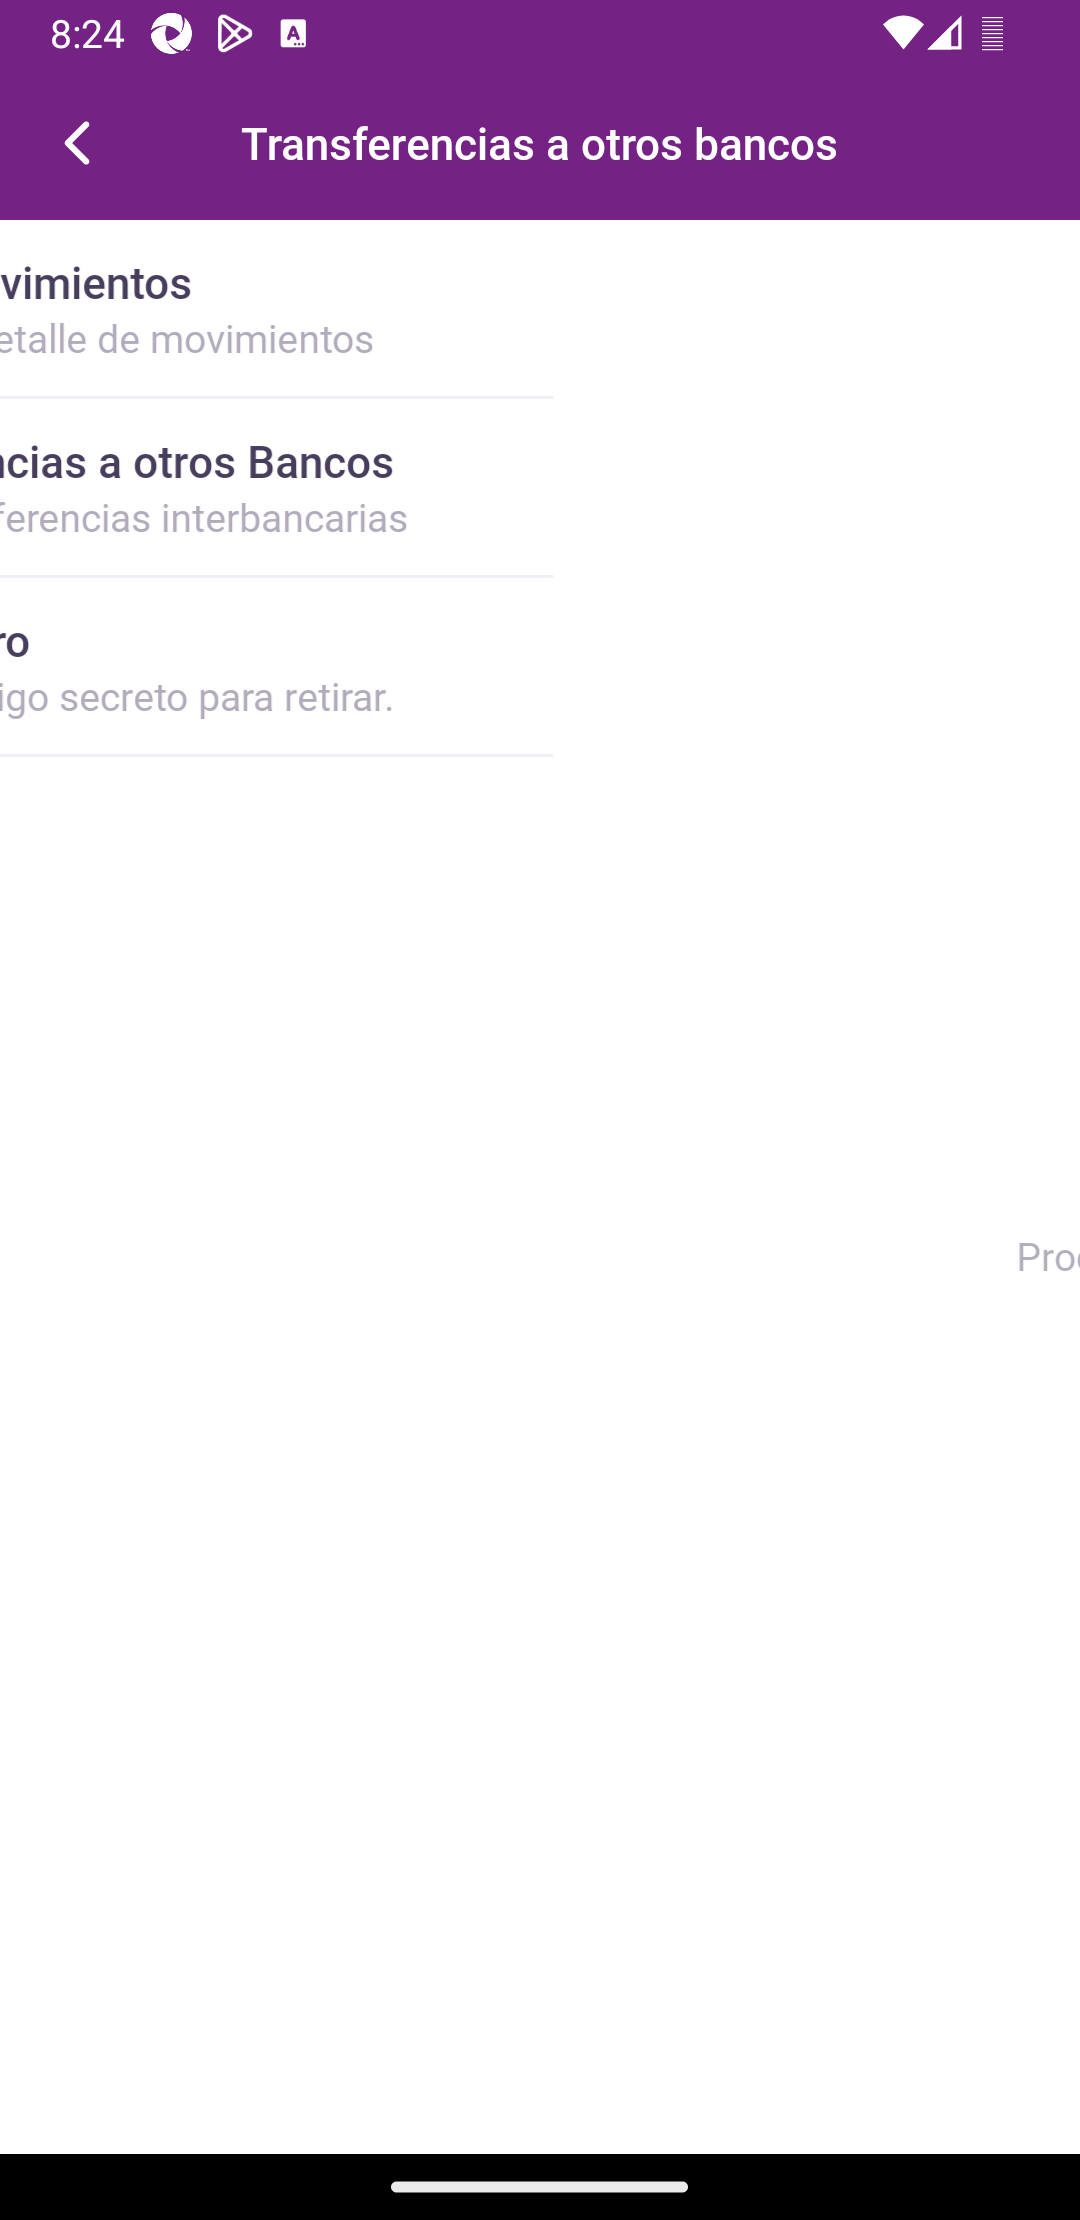 8:24
Transferencias a otros bancos
vimientos
etalle de movimientos
ncias a otros Bancos
ferencias interbancarias
ro
igo secreto para retirar.
Pro